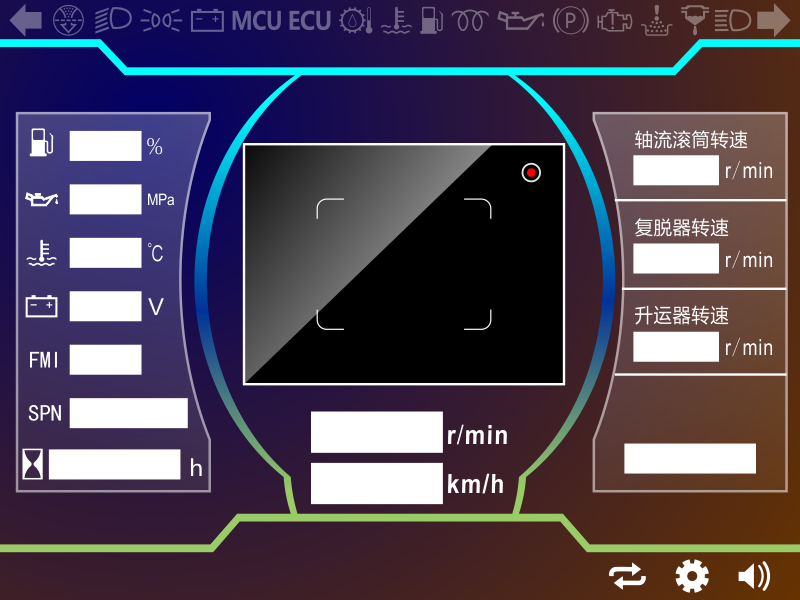 MCU ECU
P
%
MPa
°C
V
FMI
SPN
h
r/min
km/h
轴流滚筒转速
r/min
复脱器转速
r/min
升运器转速
r/min